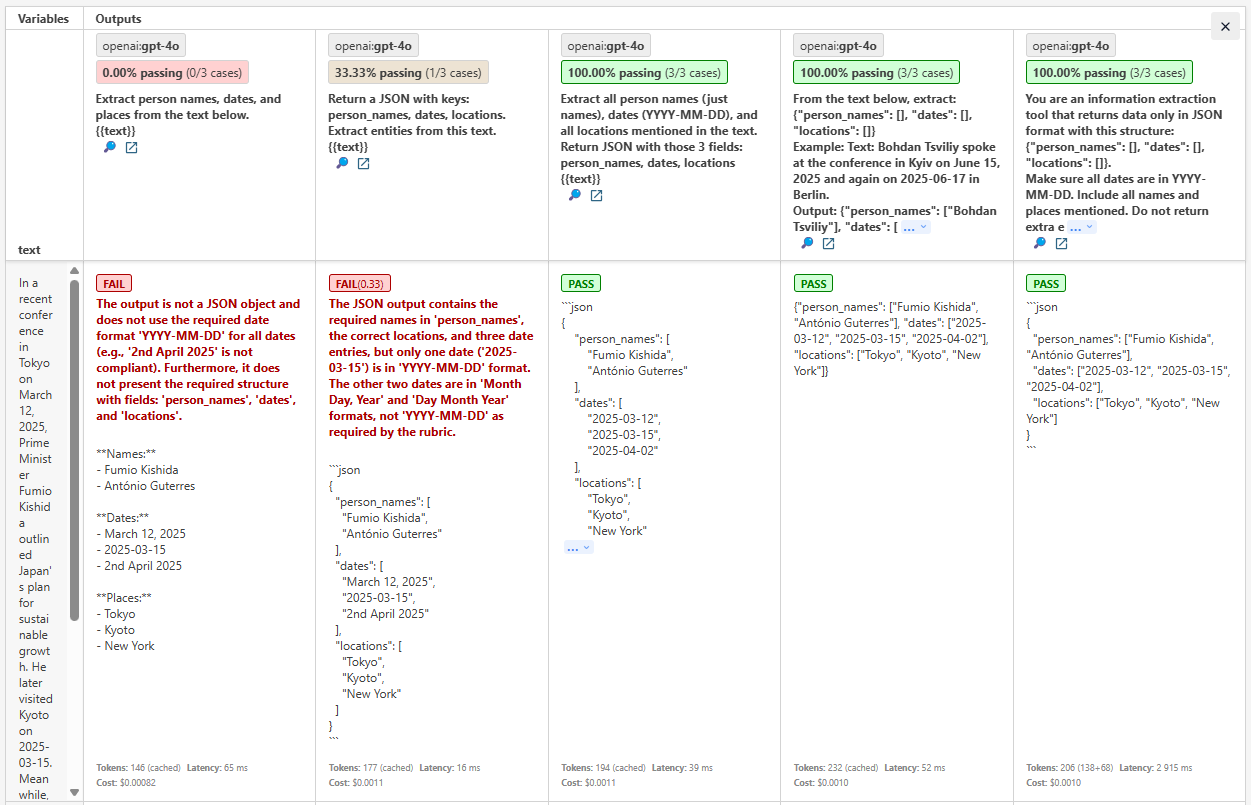 Variables
Outputs
text
openai:gpt-4o
0.00% passing (0/3 cases)
Extract person names, dates, and
places from the text below.
{{text}}
openai:gpt-4o
33.33% passing (1/3 cases)
Return a JSON with keys:
person_names, dates, locations.
Extract entities from this text.
{{text}}
openai:gpt-4o
100.00% passing (3/3 cases)
Extract all person names (just
names), dates (YYYY-MM-DD), and
all locations mentioned in the text.
Return JSON with those 3 fields:
person_names, dates, locations
{{text}}
openai:gpt-4o
100.00% passing (3/3 cases)
From the text below, extract:
{"person_names": [], "dates": [],
"locations": []}
Example: Text: Bohdan Tsviliy spoke
at the conference in Kyiv on June 15,
2025 and again on 2025-06-17 in
Berlin.
Output: {"person_names": ["Bohdan
Tsviliy"], "dates": [ ...
openai:gpt-4o
100.00% passing (3/3 cases)
You are an information extraction
tool that returns data only in JSON
format with this structure:
{"person_names": [], "dates": [],
"locations": []}.
Make sure all dates are in YYYY-
MM-DD. Include all names and
places mentioned. Do not return
extra e ...
In a
recent
confer
ence
in
Tokyo
on
March
12,
2025,
Prime
Minist
er
Fumio
Kishid
a
outlin
ed
Japan'
s plan
for
sustai
nable
growt
h. He
later
visited
Kyoto
on
2025-
03-15.
Mean
while,
FAIL
The output is not a JSON object and
does not use the required date
format 'YYYY-MM-DD' for all dates
(e.g., '2nd April 2025' is not
compliant). Furthermore, it does
not present the required structure
with fields: 'person_names', 'dates',
and 'locations'.
**Names:**
- Fumio Kishida
- António Guterres
**Dates:**
- March 12, 2025
- 2025-03-15
- 2nd April 2025
**Places:**
- Tokyo
- Kyoto
- New York
Tokens: 146 (cached) Latency: 65 ms
Cost: $0.00082
FAIL(0.33)
The JSON output contains the
required names in 'person_names',
the correct locations, and three date
entries, but only one date ('2025-
03-15') is in 'YYYY-MM-DD' format.
The other two dates are in 'Month
Day, Year' and 'Day Month Year'
formats, not 'YYYY-MM-DD' as
required by the rubric.
```json
{
"person_names": [
"Fumio Kishida",
"António Guterres"
],
"dates": [
"March 12, 2025",
"2025-03-15",
"2nd April 2025"
],
"locations": [
"Tokyo",
"Kyoto",
"New York"
]
}
```
Tokens: 177 (cached) Latency: 16 ms
Cost: $0.0011
PASS
```json
{
"person_names": [
"Fumio Kishida",
"António Guterres"
],
"dates": [
"2025-03-12",
"2025-03-15",
"2025-04-02"
],
"locations": [
"Tokyo",
"Kyoto",
"New York"
...
Tokens: 194 (cached) Latency: 39 ms
Cost: $0.0011
PASS
{"person_names": ["Fumio Kishida",
"António Guterres"], "dates": ["2025-
03-12", "2025-03-15", "2025-04-02"],
"locations": ["Tokyo", "Kyoto", "New
York"]}
Tokens: 232 (cached) Latency: 52 ms
Cost: $0.0010
PASS
```json
{
"person_names": ["Fumio Kishida",
"António Guterres"],
"dates": ["2025-03-12", "2025-03-15",
"2025-04-02"],
"locations": ["Tokyo", "Kyoto", "New
York"]
}
```
Tokens: 206 (138+68) Latency: 2 915 ms
Cost: $0.0010